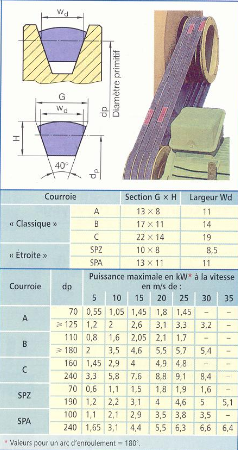 w d
Diamètre primitif
dp
G
w d
H
40°
d p
Courroie Section G × H Largeur Wd
« Classique » A 13 × 8 11
B 17 × 11 14
C 22 × 14 19
« Etroite » SPZ 10 × 8 8,5
SPA 13 × 11 11
Courroie dp Puissance maximale en kW* à la vitesse en m/s de :
5 10 15 20 25 30 35
A 70 0,55 1,05 1,45 1,8 1,45 – –
≥ 125 1,2 2 2,6 3,1 3,3 3,2 –
B 110 0,8 1,6 2,05 2,1 1,7 – –
≥ 180 2 3,5 4,6 5,5 5,7 5,4 –
C 160 1,45 2,9 4 4,9 4,8 – –
240 3,3 5,8 7,6 8,8 9,1 8,4 –
SPZ 70 0,6 1,1 1,5 1,8 1,9 1,6 –
190 1,2 2,2 3,1 4 4,6 5 5,1
SPA 100 1,1 2,1 2,9 3,5 3,8 3,5 –
240 1,65 3,1 4,4 5,5 6,3 6,6 6,4
* Valeurs pour un arc d'enroulement = 180°.